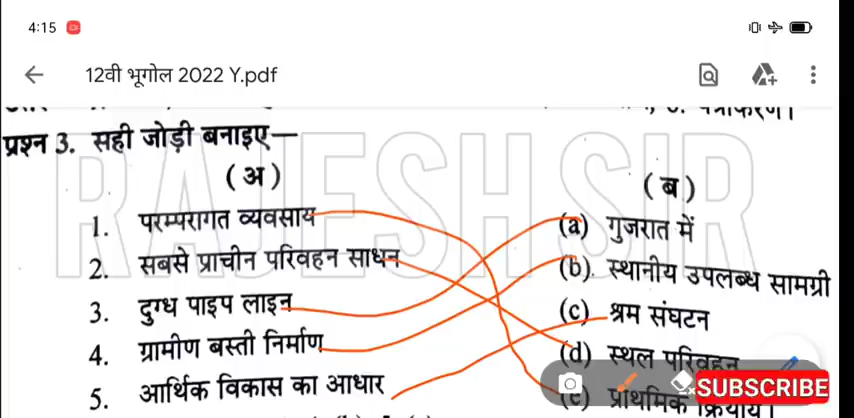 4:15
12वी भूगोल 2022 Y.pdf
प्रश्न 3. सही जोड़ी बनाइए—
RAJESH SIR
(अ) (ब)
1. परम्परागत व्यवसाय (a) गुजरात में
2. सबसे प्राचीन परिवहन साधन (b). स्थानीय उपलब्ध सामग्री
3. दुग्ध पाइप लाइन (c) श्रम संघटन
4. ग्रामीण बस्ती निर्माण (d) स्थल परिवहन
5. आर्थिक विकास का आधार (e) प्राथमिक क्रियायें।
SUBSCRIBE